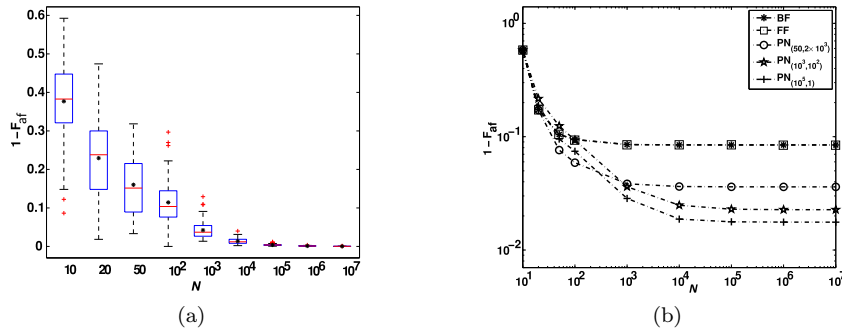 0.6
0.5
0.4
0.3
0.2
0.1
0
1−F_af
10 20 50 10^2 10^3 10^4 10^5 10^6 10^7
N
(a)
10^0
10^−1
10^−2
1−F_af
BF
FF
PN_(50,2×10^3)
PN_(10^3,10^2)
PN_(10^5,1)
10^1 10^2 10^3 10^4 10^5 10^6 10^7
N
(b)